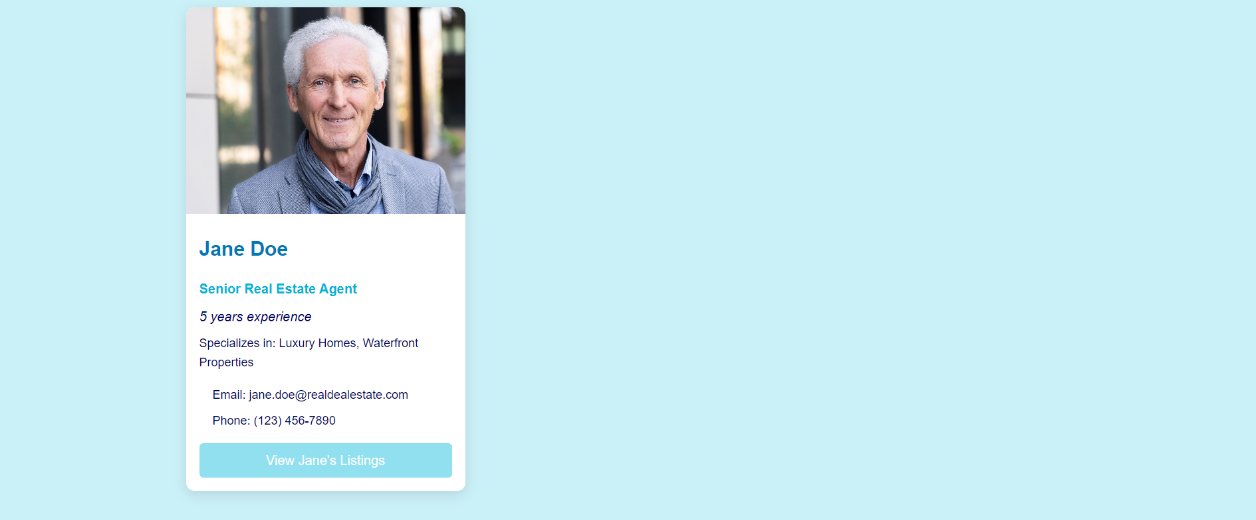 Jane Doe
Senior Real Estate Agent
5 years experience
Specializes in: Luxury Homes, Waterfront
Properties
Email: jane.doe@realdealestate.com
Phone: (123) 456-7890
View Jane's Listings